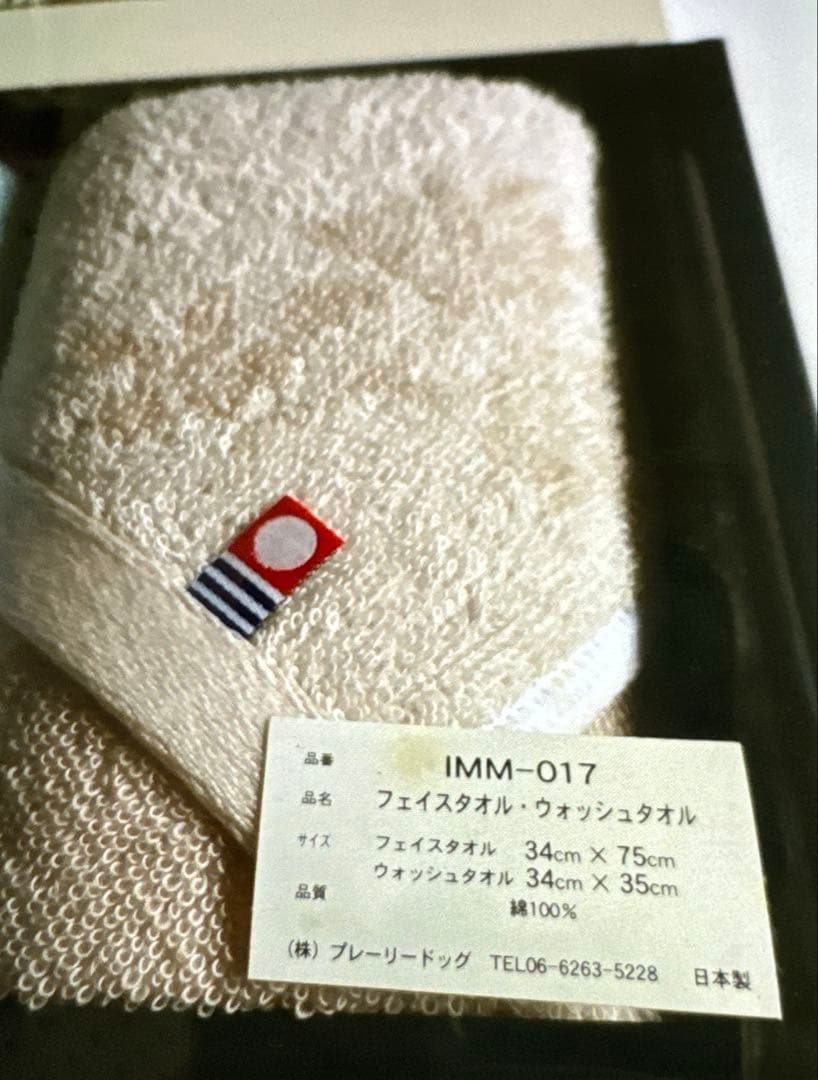 品番 IMM-017
品名 フェイスタオル・ウォッシュタオル
サイズ フェイスタオル 34cm × 75cm
ウォッシュタオル 34cm × 35cm
品質 綿100%
(株) プレーリードッグ TEL06-6263-5228 日本製